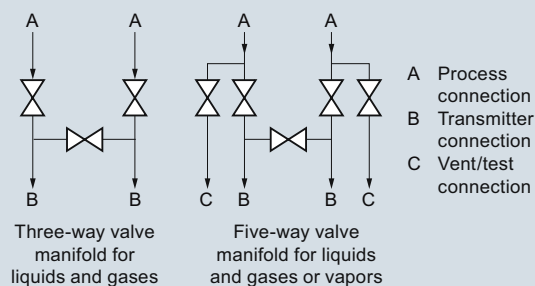 A A A A
B B C B B C
Three-way valve
manifold for
liquids and gases
Five-way valve
manifold for liquids
and gases or vapors
A Process
connection
B Transmitter
connection
C Vent/test
connection